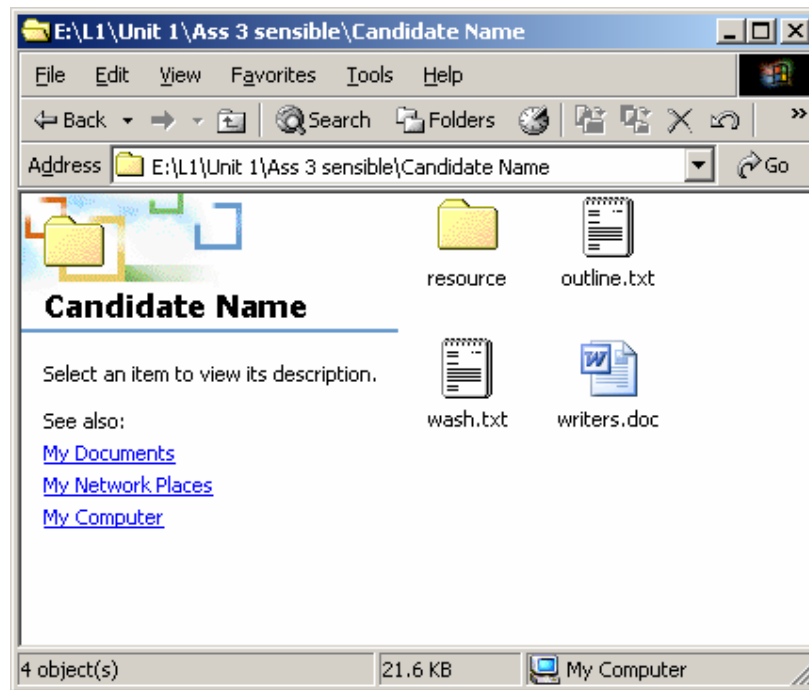 E:\L1\Unit 1\Ass 3 sensible\Candidate Name
File Edit View Favorites Tools Help
Back Search Folders »
Address E:\L1\Unit 1\Ass 3 sensible\Candidate Name Go
Candidate Name
Select an item to view its description.
See also:
My Documents
My Network Places
My Computer
resource outline.txt
wash.txt writers.doc
4 object(s) 21.6 KB My Computer